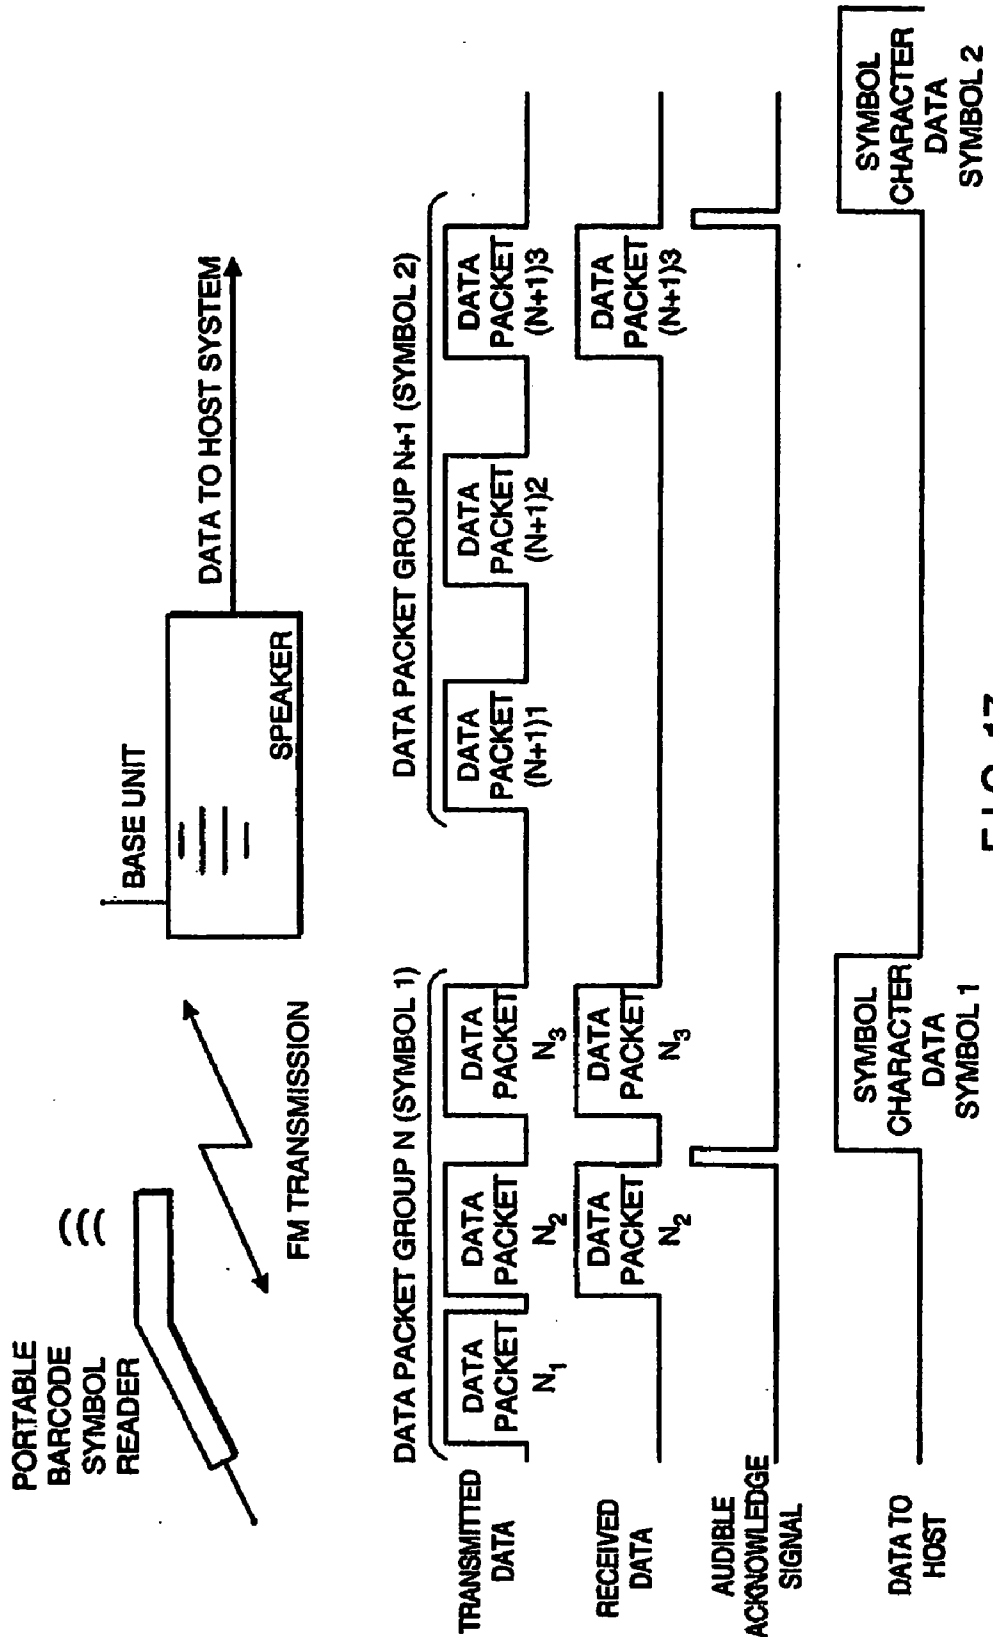 PORTABLE
BARCODE
SYMBOL
READER
FM TRANSMISSION
BASE UNIT
SPEAKER
DATA TO HOST SYSTEM
DATA PACKET GROUP N (SYMBOL 1)
DATA PACKET GROUP N+1 (SYMBOL 2)
TRANSMITTED
DATA
DATA
PACKET
N1
DATA
PACKET
N2
DATA
PACKET
N3
DATA
PACKET
(N+1)1
DATA
PACKET
(N+1)2
DATA
PACKET
(N+1)3
RECEIVED
DATA
DATA
PACKET
N2
DATA
PACKET
N3
DATA
PACKET
(N+1)3
AUDIBLE
ACKNOWLEDGE
SIGNAL
DATA TO
HOST
SYMBOL
CHARACTER
DATA
SYMBOL 1
SYMBOL
CHARACTER
DATA
SYMBOL 2